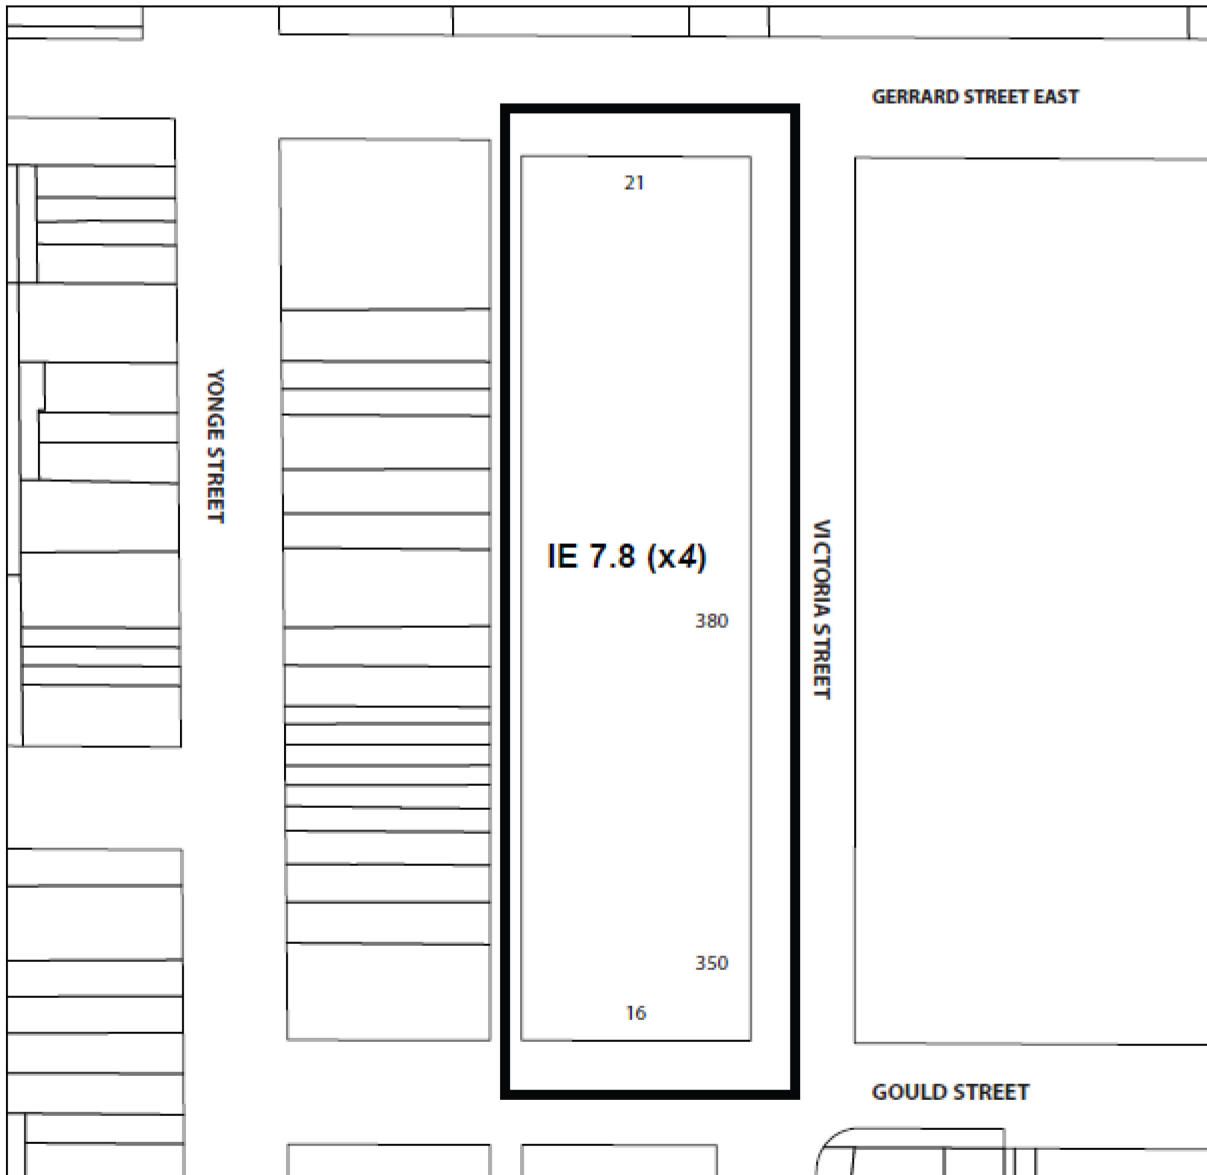 GERRARD STREET EAST
21
YONGE STREET
IE 7.8 (x4)
VICTORIA STREET
380
350
16
GOULD STREET